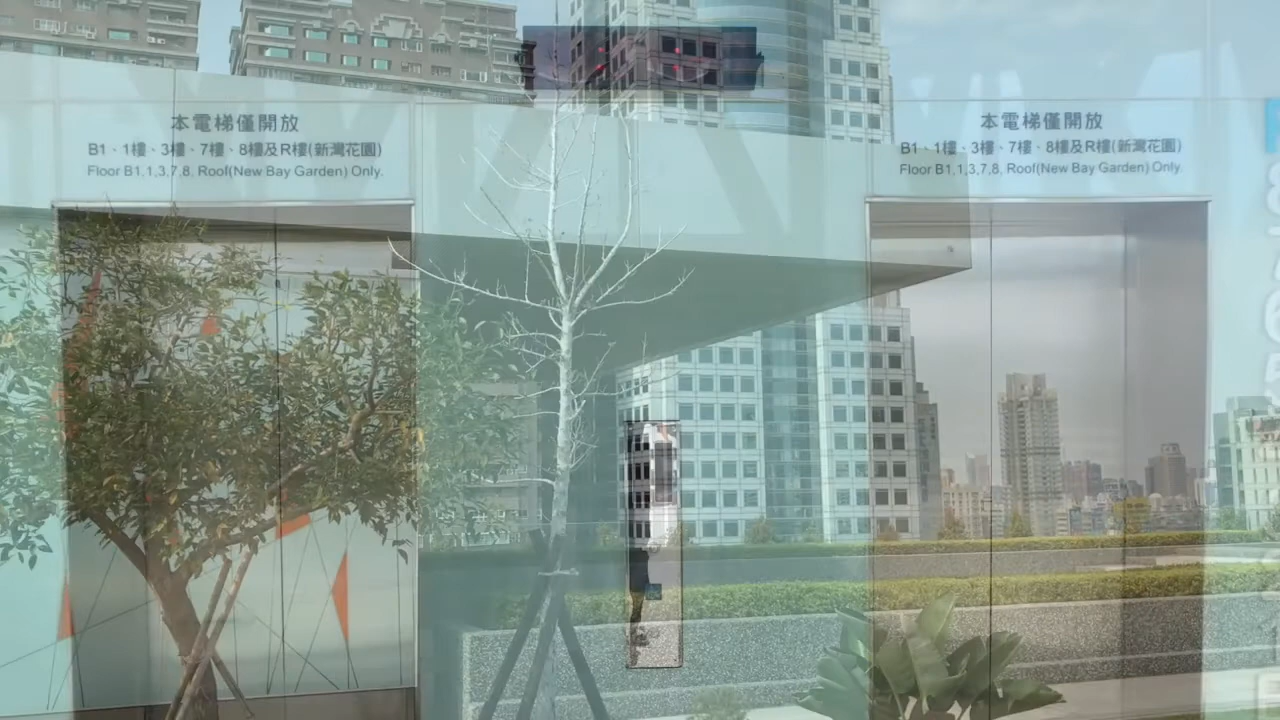 本電梯僅開放
B1、1樓、3樓、7樓、8樓及R樓(新灣花園)
Floor B1,1,3,7,8, Roof(New Bay Garden) Only.
本電梯僅開放
B1、1樓、3樓、7樓、8樓及R樓(新灣花園)
Floor B1,1,3,7,8, Roof(New Bay Garden) Only.